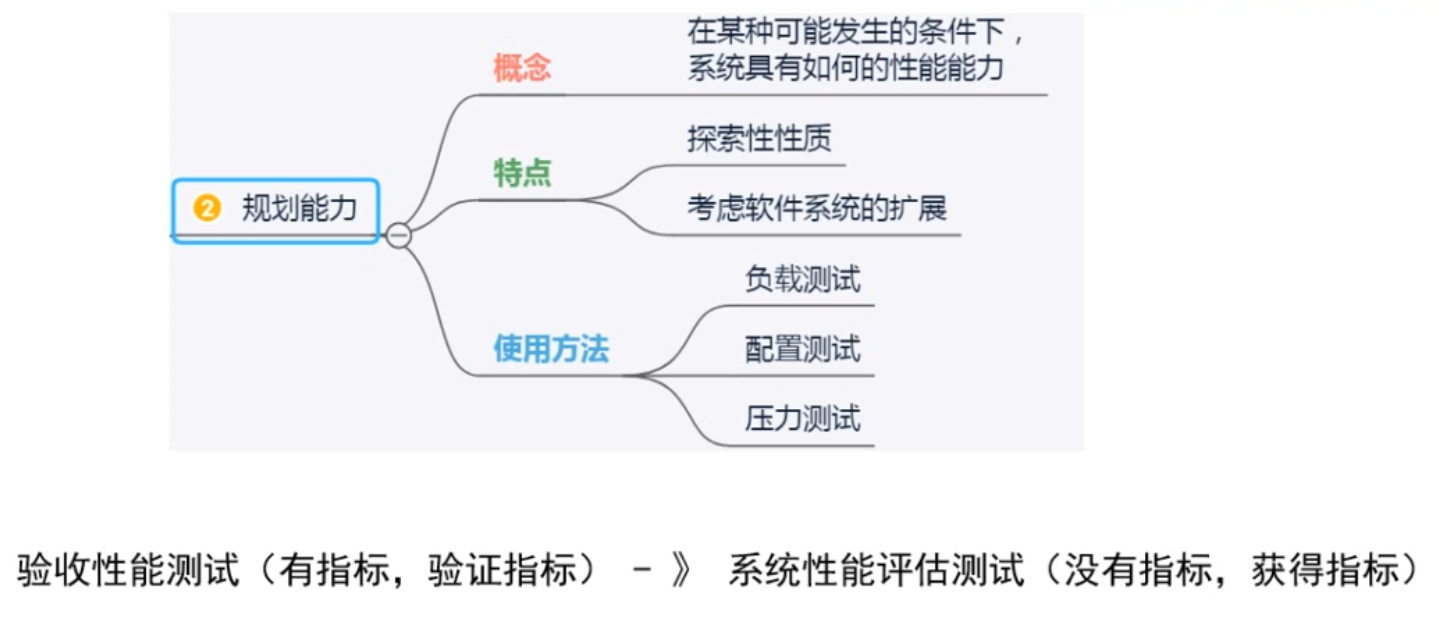 概念
在某种可能发生的条件下，
系统具有如何的性能能力
特点
探索性性质
考虑软件系统的扩展
2 规划能力
使用方法
负载测试
配置测试
压力测试
验收性能测试（有指标，验证指标） - 》 系统性能评估测试（没有指标，获得指标）